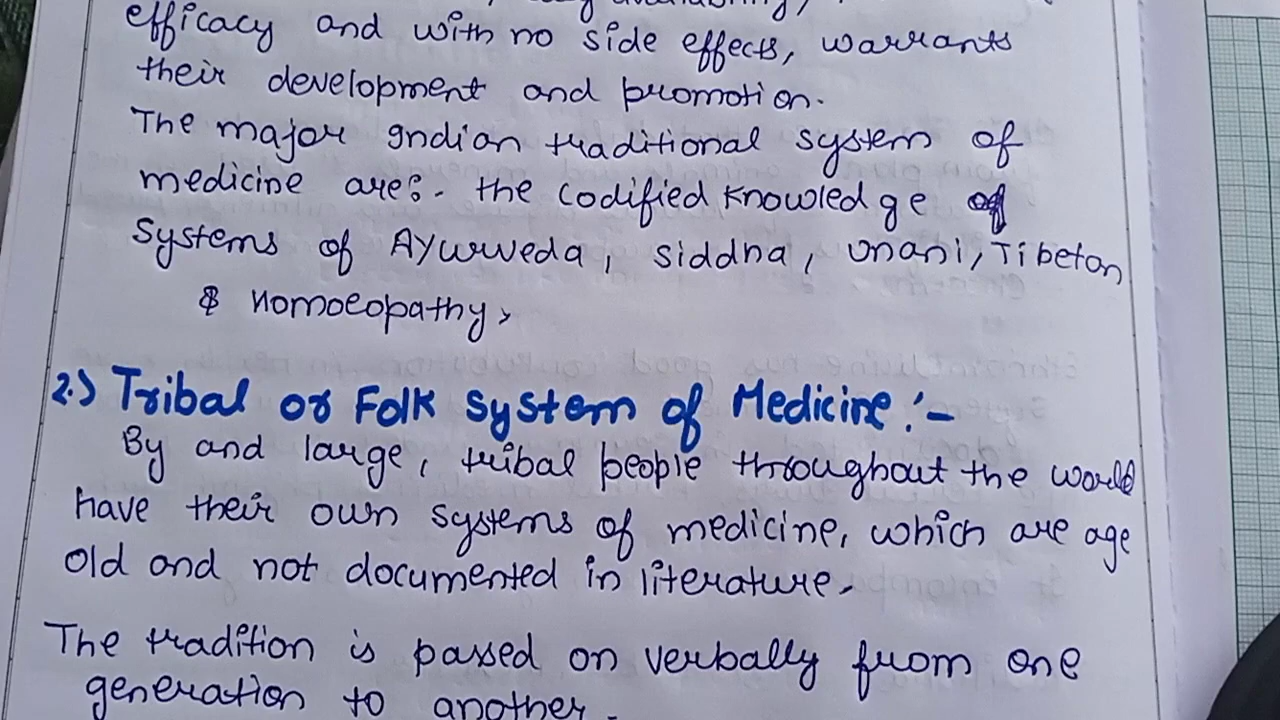 efficacy and with no side effects, warrants
their development and promotion.
The major Indian traditional system of
medicine are:- the codified knowledge of
systems of Ayurveda, siddha, unani, Tibetan
& Homoeopathy,
2.) Tribal or Folk System of Medicine :-
By and large, tribal people throughout the world
have their own systems of medicine, which are age
old and not documented in literature.
The tradition is passed on verbally from one
generation to another.